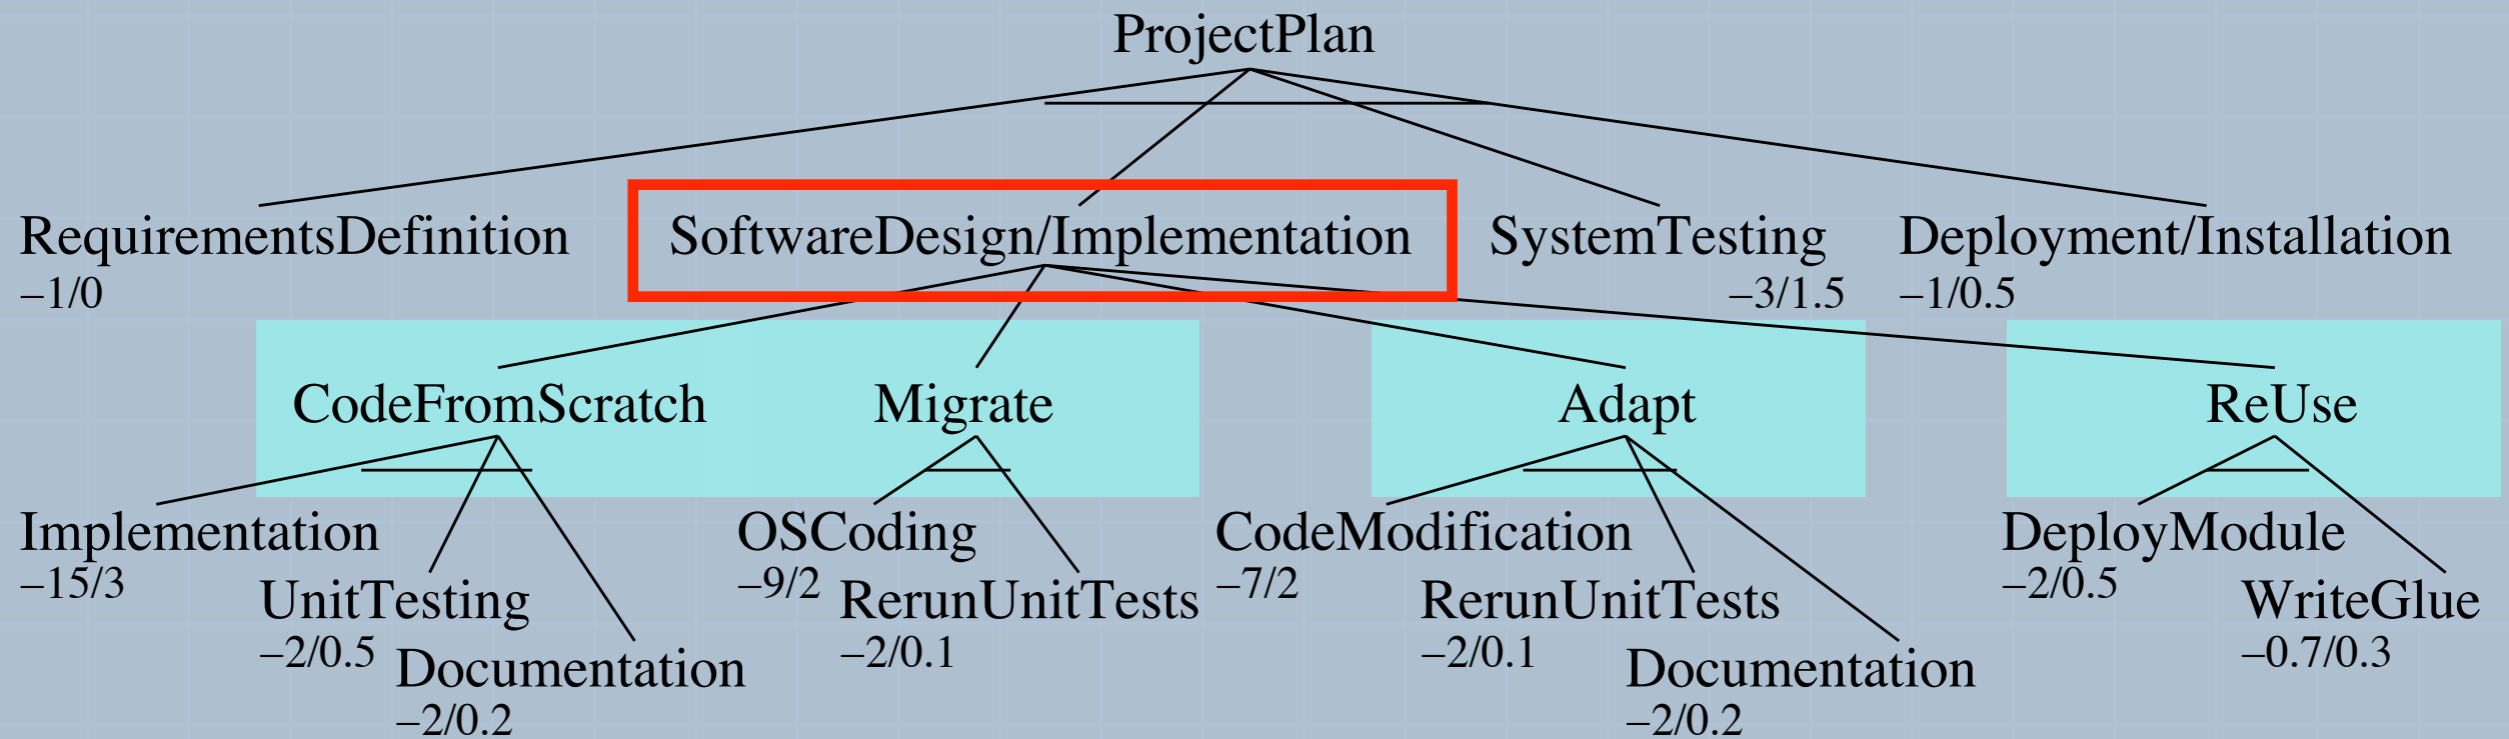 ProjectPlan
RequirementsDefinition
–1/0
SoftwareDesign/Implementation
SystemTesting
–3/1.5
Deployment/Installation
–1/0.5
CodeFromScratch
Migrate
Adapt
ReUse
Implementation
–15/3
UnitTesting
–2/0.5
Documentation
–2/0.2
OSCoding
–9/2
RerunUnitTests
–2/0.1
CodeModification
–7/2
RerunUnitTests
–2/0.1
Documentation
–2/0.2
DeployModule
–2/0.5
WriteGlue
–0.7/0.3